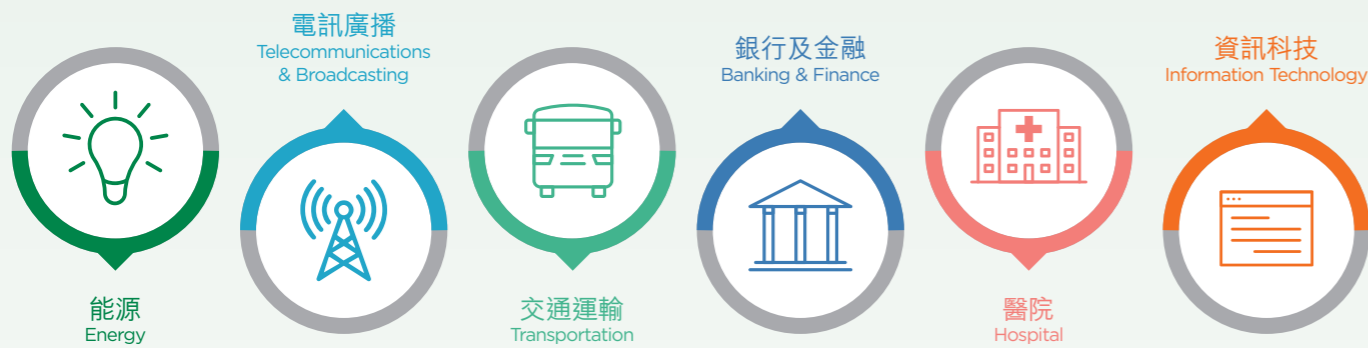 能源
Energy
電訊廣播
Telecommunications
& Broadcasting
交通運輸
Transportation
銀行及金融
Banking & Finance
醫院
Hospital
資訊科技
Information Technology